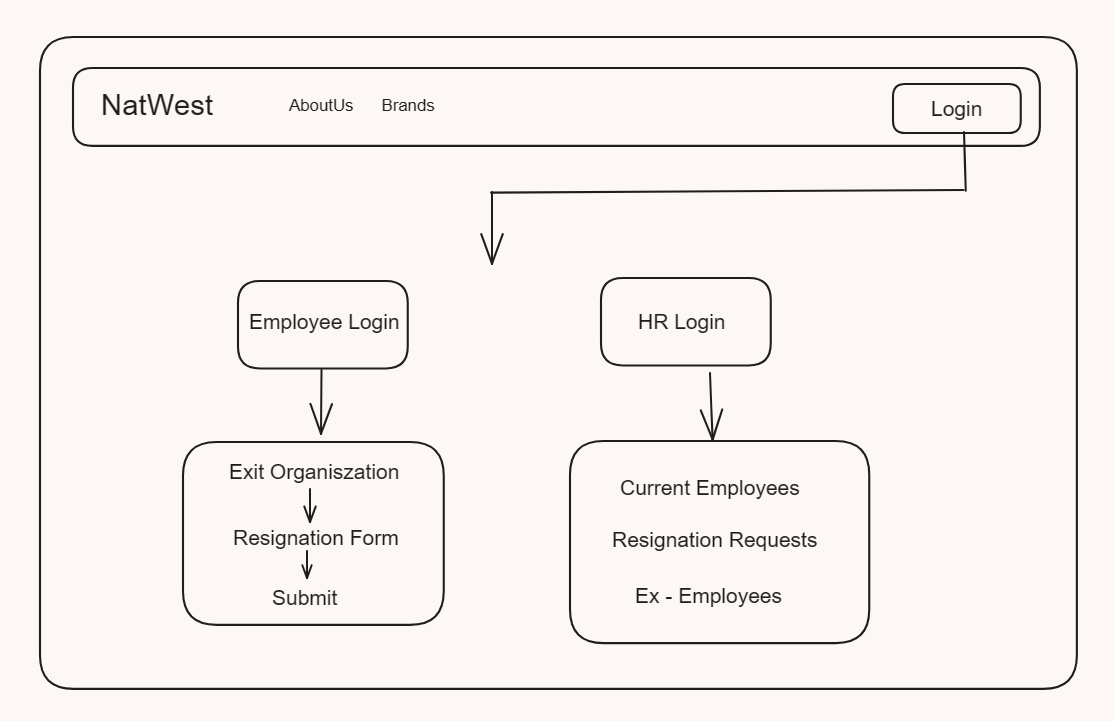 NatWest
AboutUs
Brands
Login
Employee Login
HR Login
Exit Organiszation
Resignation Form
Submit
Current Employees
Resignation Requests
Ex - Employees